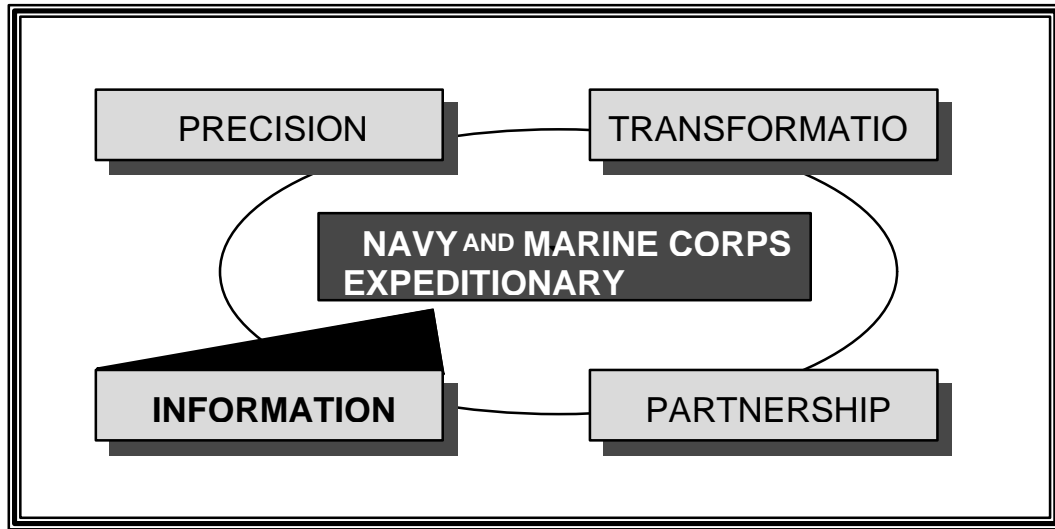 PRECISION
TRANSFORMATIO
NAVY AND MARINE CORPS
EXPEDITIONARY
INFORMATION
PARTNERSHIP